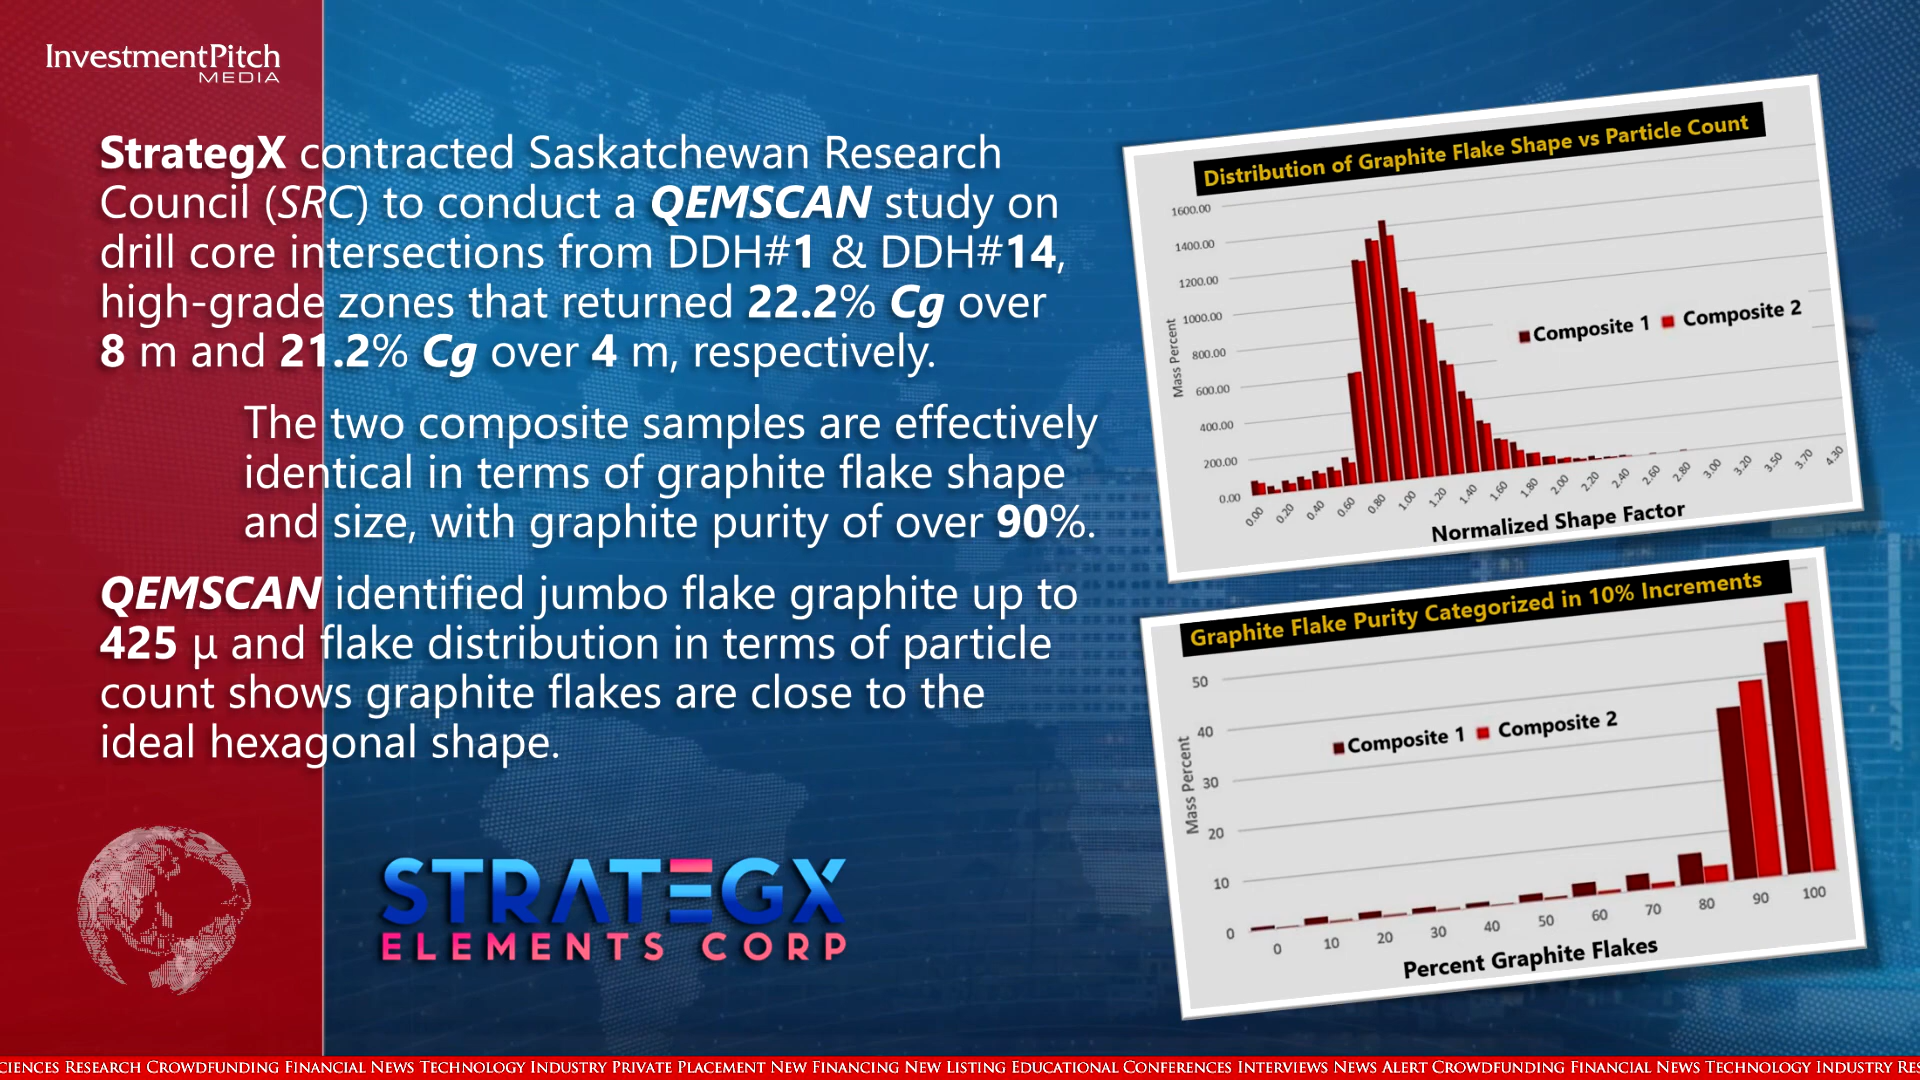 InvestmentPitch
MEDIA
StrategX contracted Saskatchewan Research
Council (SRC) to conduct a QEMSCAN study on
drill core intersections from DDH#1 & DDH#14,
high-grade zones that returned 22.2% Cg over
8 m and 21.2% Cg over 4 m, respectively.
The two composite samples are effectively
identical in terms of graphite flake shape
and size, with graphite purity of over 90%.
QEMSCAN identified jumbo flake graphite up to
425 µ and flake distribution in terms of particle
count shows graphite flakes are close to the
ideal hexagonal shape.
STRATEGX
ELEMENTS CORP
Distribution of Graphite Flake Shape vs Particle Count
1600.00
1400.00
1200.00
1000.00
800.00
600.00
400.00
200.00
0.00
Mass Percent
Composite 1 Composite 2
0.00 0.20 0.40 0.60 0.80 1.00 1.20 1.40 1.60 1.80 2.00 2.20 2.40 2.60 2.80 3.00 3.20 3.50 3.70 4.30
Normalized Shape Factor
Graphite Flake Purity Categorized in 10% Increments
50
40
30
20
10
0
Mass Percent
Composite 1 Composite 2
0 10 20 30 40 50 60 70 80 90 100
Percent Graphite Flakes
CIENCES RESEARCH CROWDFUNDING FINANCIAL NEWS TECHNOLOGY INDUSTRY PRIVATE PLACEMENT NEW FINANCING NEW LISTING EDUCATIONAL CONFERENCES INTERVIEWS NEWS ALERT CROWDFUNDING FINANCIAL NEWS TECHNOLOGY INDUSTRY RES